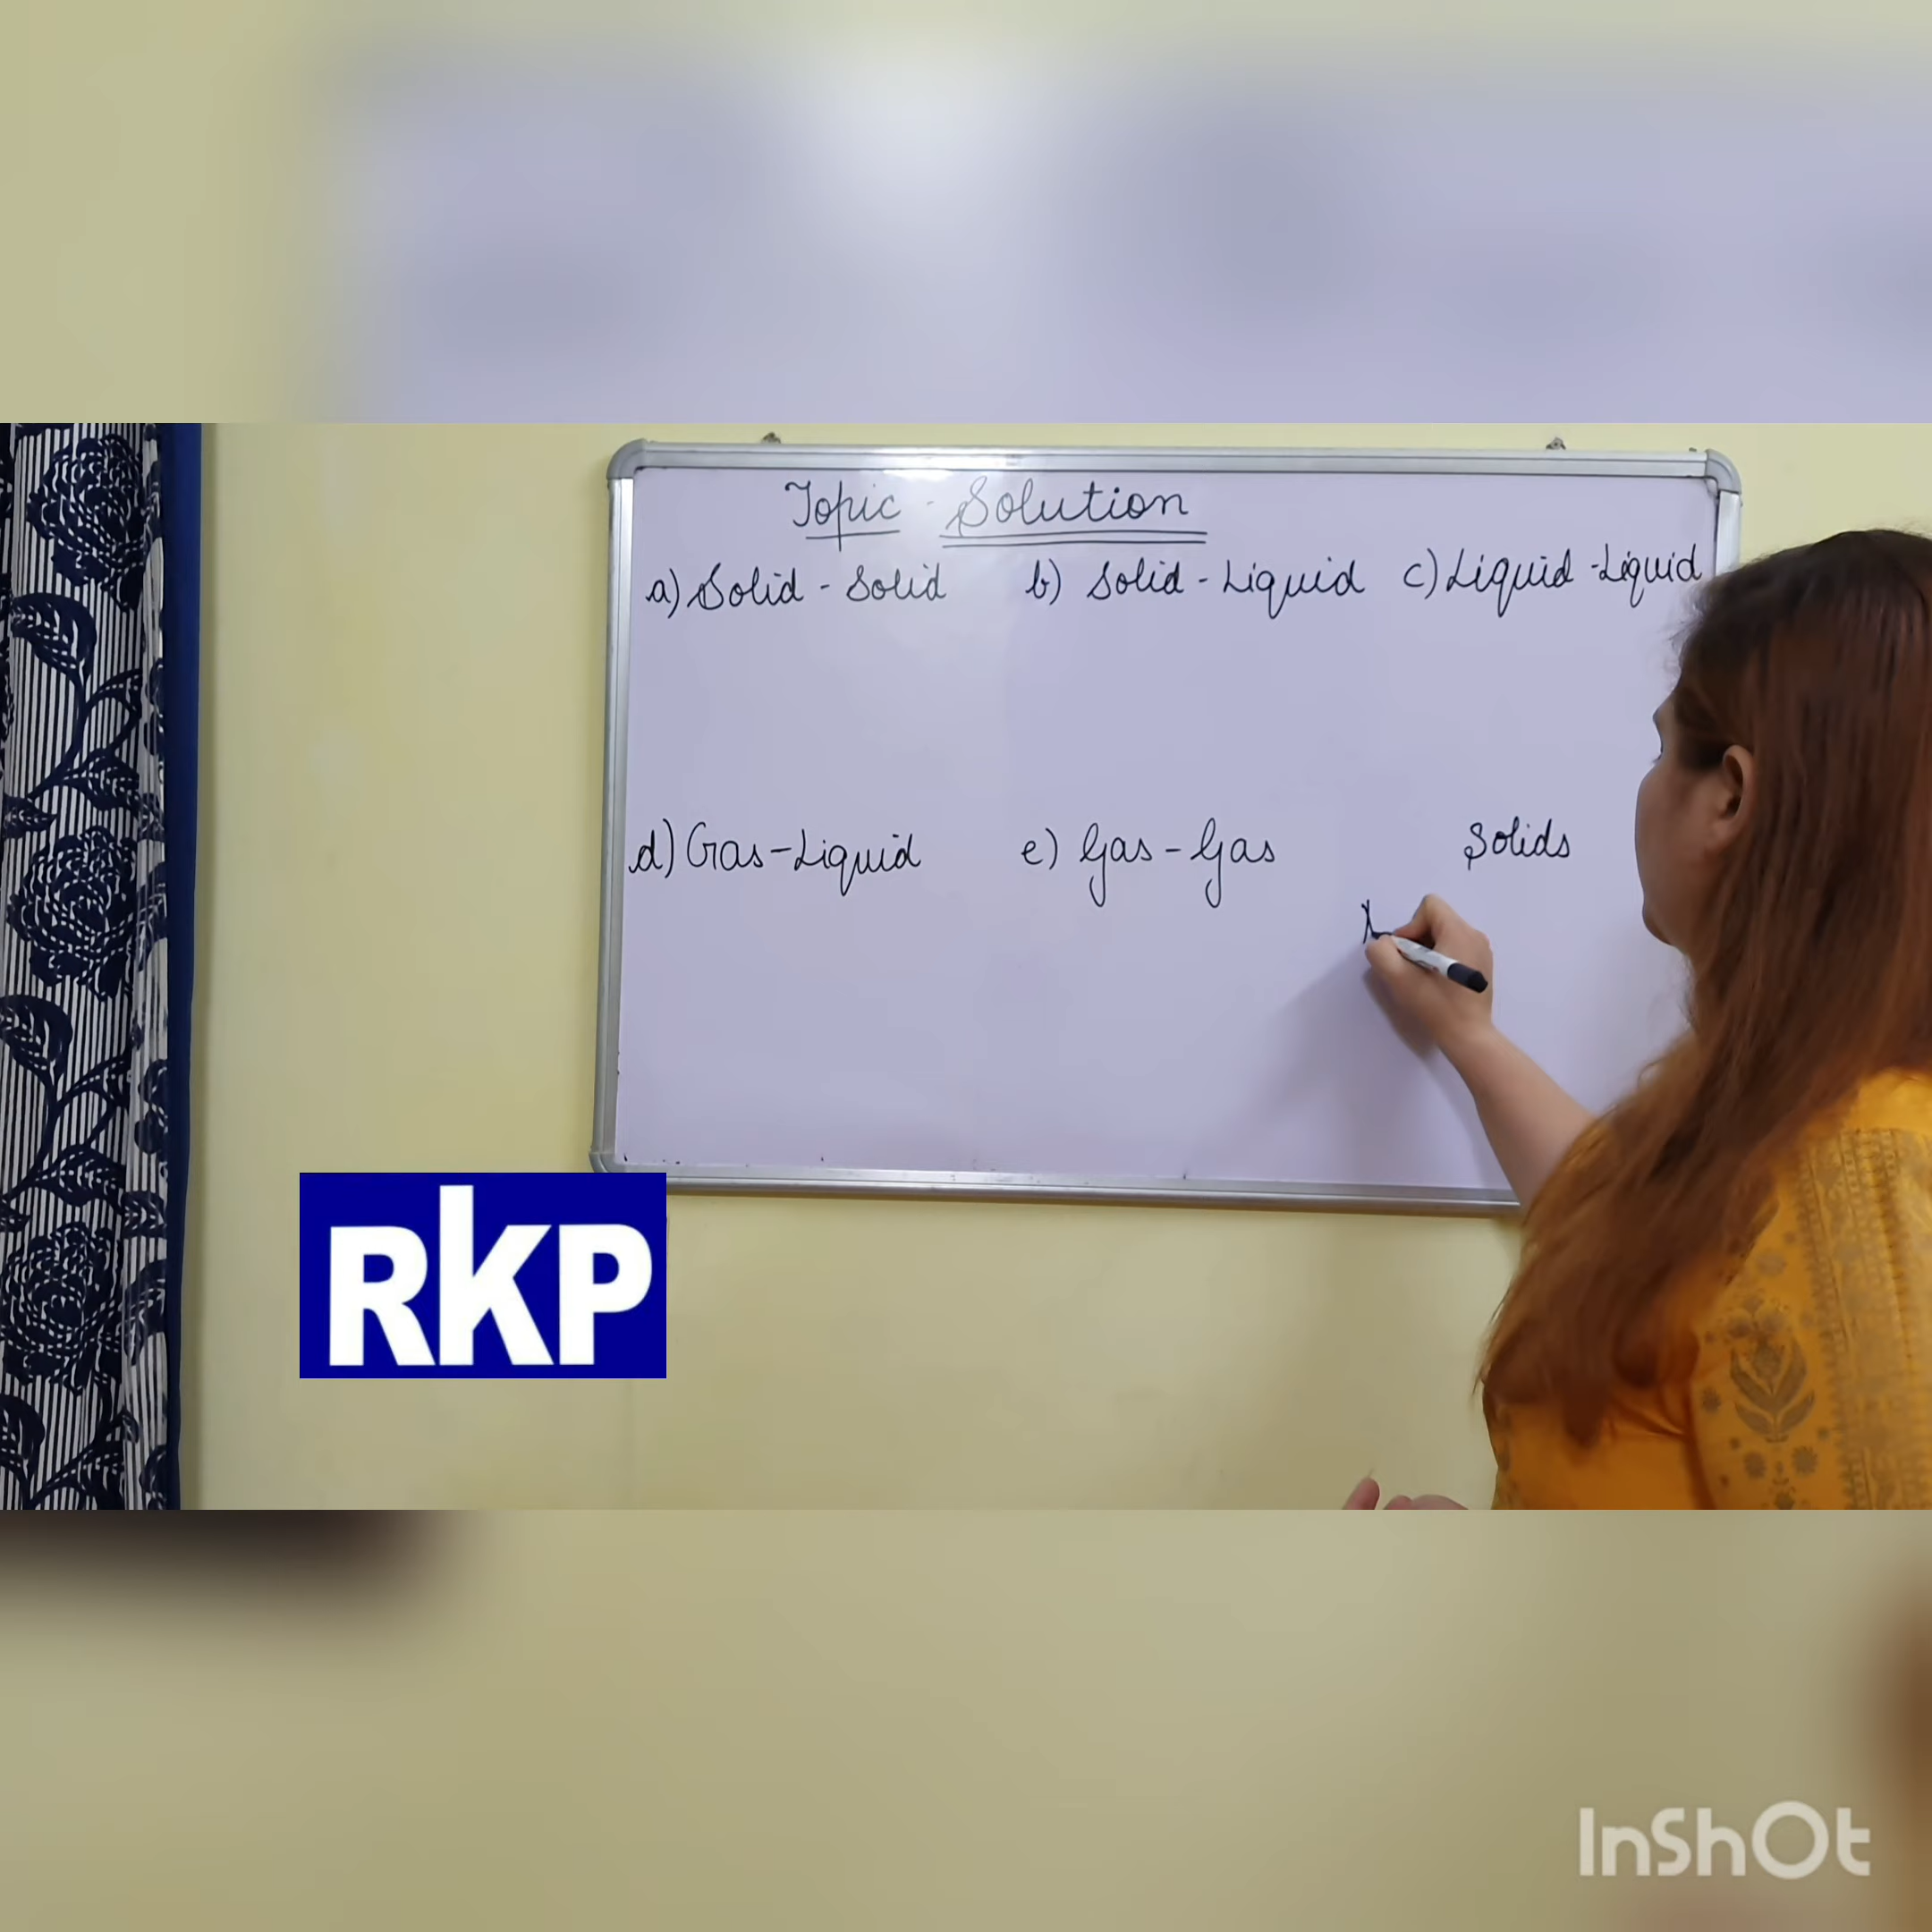 Topic - Solution
a) Solid - Solid b) Solid - Liquid c) Liquid - Liquid
d) Gas - Liquid e) Gas - Gas Solids
RKP
InShOt